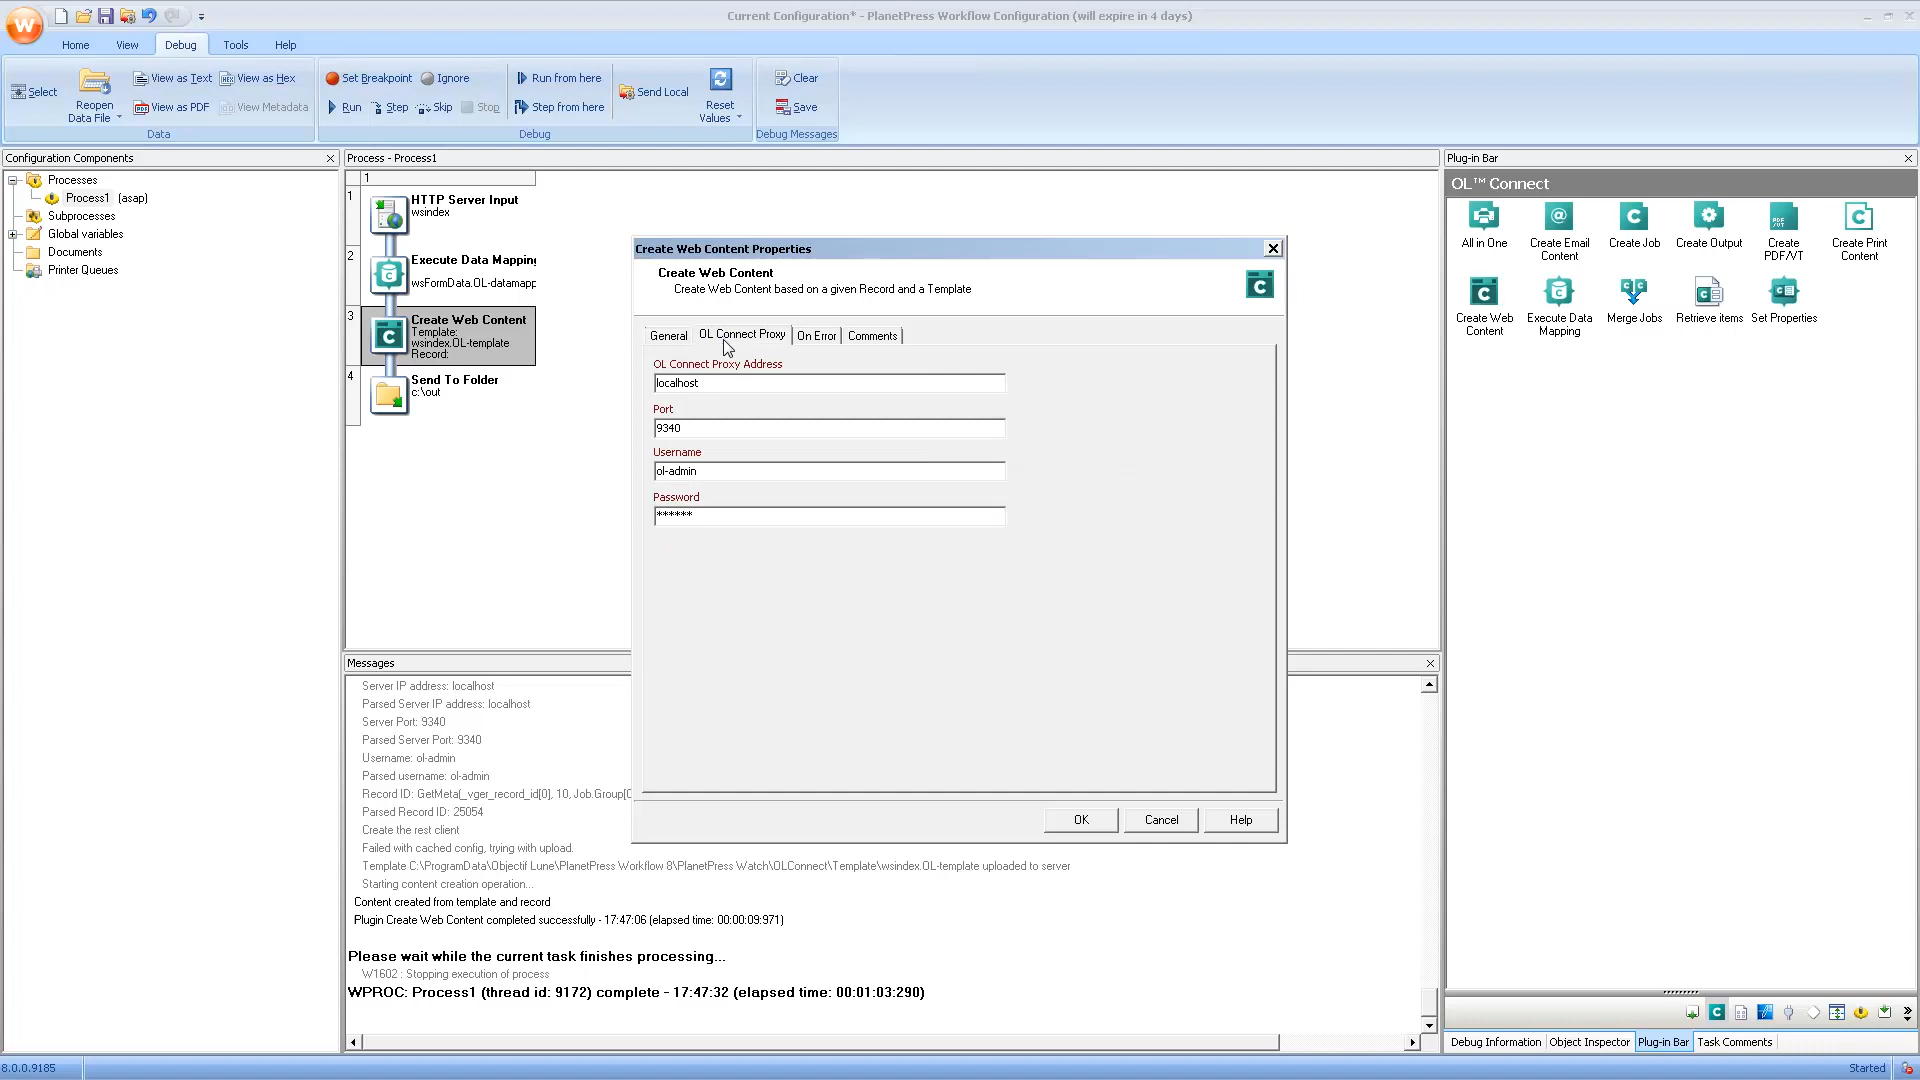 Current Configuration* - PlanetPress Workflow Configuration (will expire in 4 days)
Home
View
Debug
Tools
Help
Select
Reopen
Data File
View as Text
View as Hex
View as PDF
View Metadata
Data
Set Breakpoint
Ignore
Run
Step
Skip
Stop
Run from here
Step from here
Send Local
Reset
Values
Debug
Clear
Save
Debug Messages
Configuration Components
Processes
Process1 (asap)
Subprocesses
Global variables
Documents
Printer Queues
Process - Process1
1
1
HTTP Server Input
wsindex
2
Execute Data Mapping
wsFormData.OL-datamapp
3
Create Web Content
Template:
wsindex.OL-template
Record:
4
Send To Folder
c:\out
Create Web Content Properties
Create Web Content
Create Web Content based on a given Record and a Template
General
OL Connect Proxy
On Error
Comments
OL Connect Proxy Address
localhost
Port
9340
Username
ol-admin
Password
******
OK
Cancel
Help
Messages
Server IP address: localhost
Parsed Server IP address: localhost
Server Port: 9340
Parsed Server Port: 9340
Username: ol-admin
Parsed username: ol-admin
Record ID: GetMeta(_vger_record_id[0], 10, Job.Group[0
Parsed Record ID: 25054
Create the rest client
Failed with cached config, trying with upload.
Template C:\ProgramData\Objectif Lune\PlanetPress Workflow 8\PlanetPress Watch\OLConnect\Template\wsindex.OL-template uploaded to server
Starting content creation operation...
Content created from template and record
Plugin Create Web Content completed successfully - 17:47:06 (elapsed time: 00:00:09:971)
Please wait while the current task finishes processing...
W1602 : Stopping execution of process
WPROC: Process1 (thread id: 9172) complete - 17:47:32 (elapsed time: 00:01:03:290)
Plug-in Bar
OL™ Connect
All in One
Create Email
Content
Create Job
Create Output
Create
PDF/VT
Create Print
Content
Create Web
Content
Execute Data
Mapping
Merge Jobs
Retrieve items
Set Properties
Debug Information
Object Inspector
Plug-in Bar
Task Comments
8.0.0.9185
Started